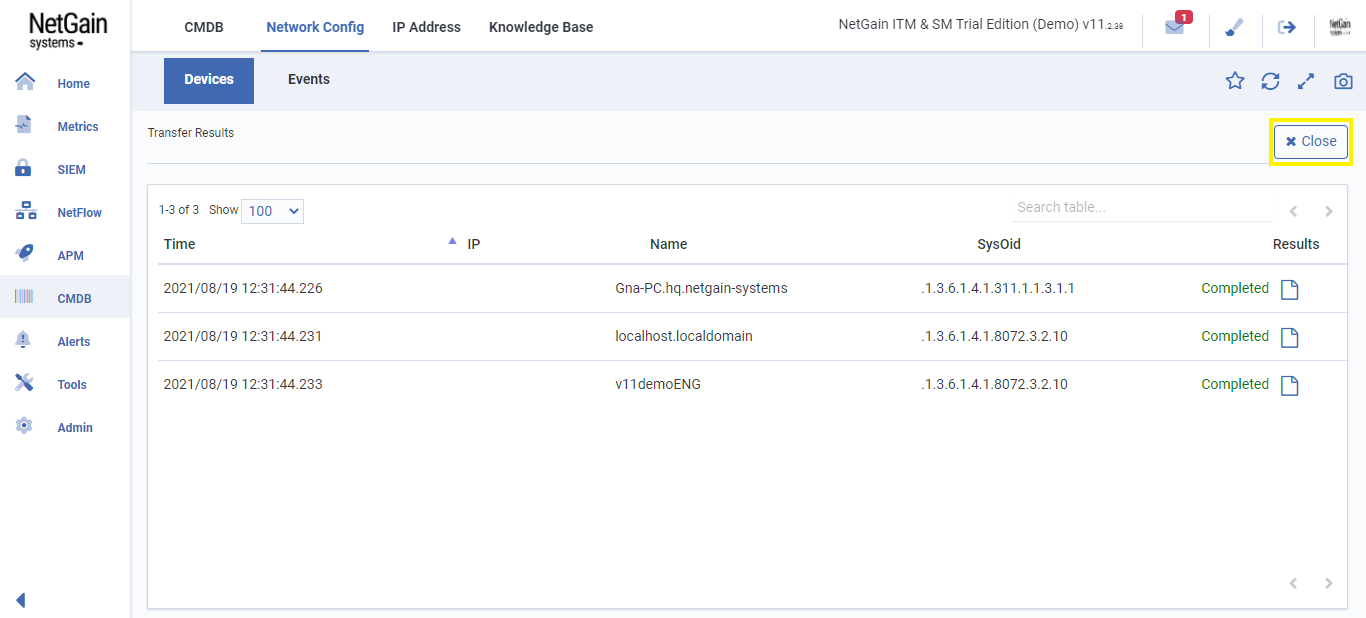 NetGain
systems
CMDB
Network Config
IP Address
Knowledge Base
NetGain ITM & SM Trial Edition (Demo) v11.2.38
1
NetGain
Home
Metrics
SIEM
NetFlow
APM
CMDB
Alerts
Tools
Admin
Devices
Events
Transfer Results
Close
1-3 of 3 Show 100
Search table...
Time IP Name SysOid Results
2021/08/19 12:31:44.226 Gna-PC.hq.netgain-systems .1.3.6.1.4.1.311.1.1.3.1.1 Completed
2021/08/19 12:31:44.231 localhost.localdomain .1.3.6.1.4.1.8072.3.2.10 Completed
2021/08/19 12:31:44.233 v11demoENG .1.3.6.1.4.1.8072.3.2.10 Completed